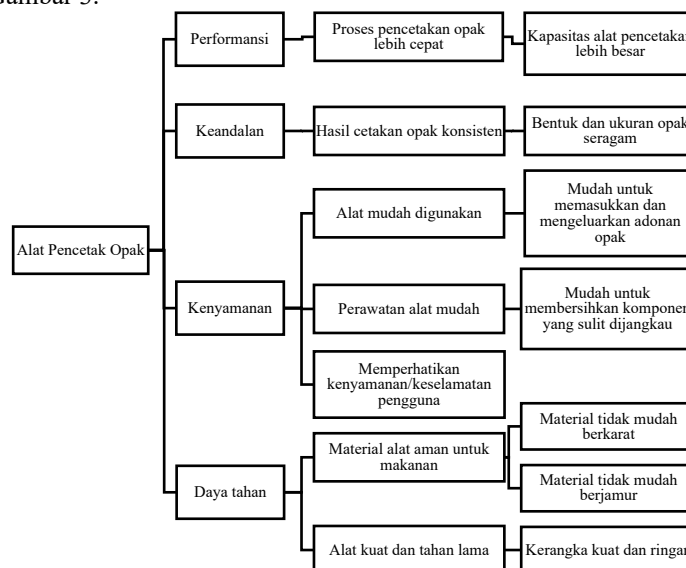 Gambar 3.
Performansi
Proses pencetakan opak
lebih cepat
Kapasitas alat pencetakan
lebih besar
Keandalan
Hasil cetakan opak konsisten
Bentuk dan ukuran opak
seragam
Alat Pencetak Opak
Kenyamanan
Alat mudah digunakan
Mudah untuk
memasukkan dan
mengeluarkan adonan
opak
Perawatan alat mudah
Mudah untuk
membersihkan komponen
yang sulit dijangkau
Memperhatikan
kenyamanan/keselamatan
pengguna
Daya tahan
Material alat aman untuk
makanan
Material tidak mudah
berkarat
Material tidak mudah
berjamur
Alat kuat dan tahan lama
Kerangka kuat dan ringan